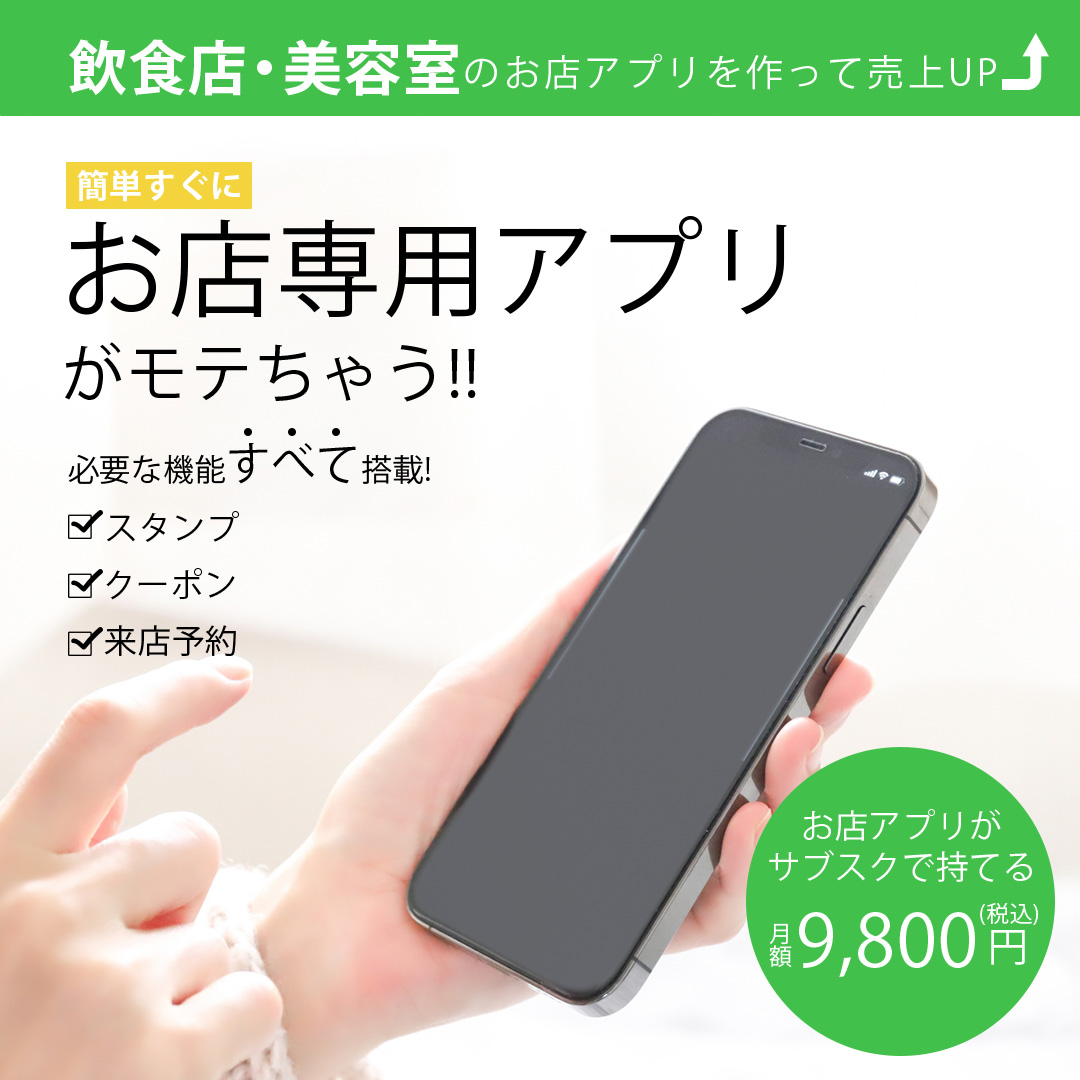 飲食店・美容室のお店アプリを作って売上UP
簡単すぐに
お店専用アプリ
がモテちゃう!!
必要な機能すべて搭載!
スタンプ
クーポン
来店予約
お店アプリが
サブスクで持てる
月額9,800円(税込)